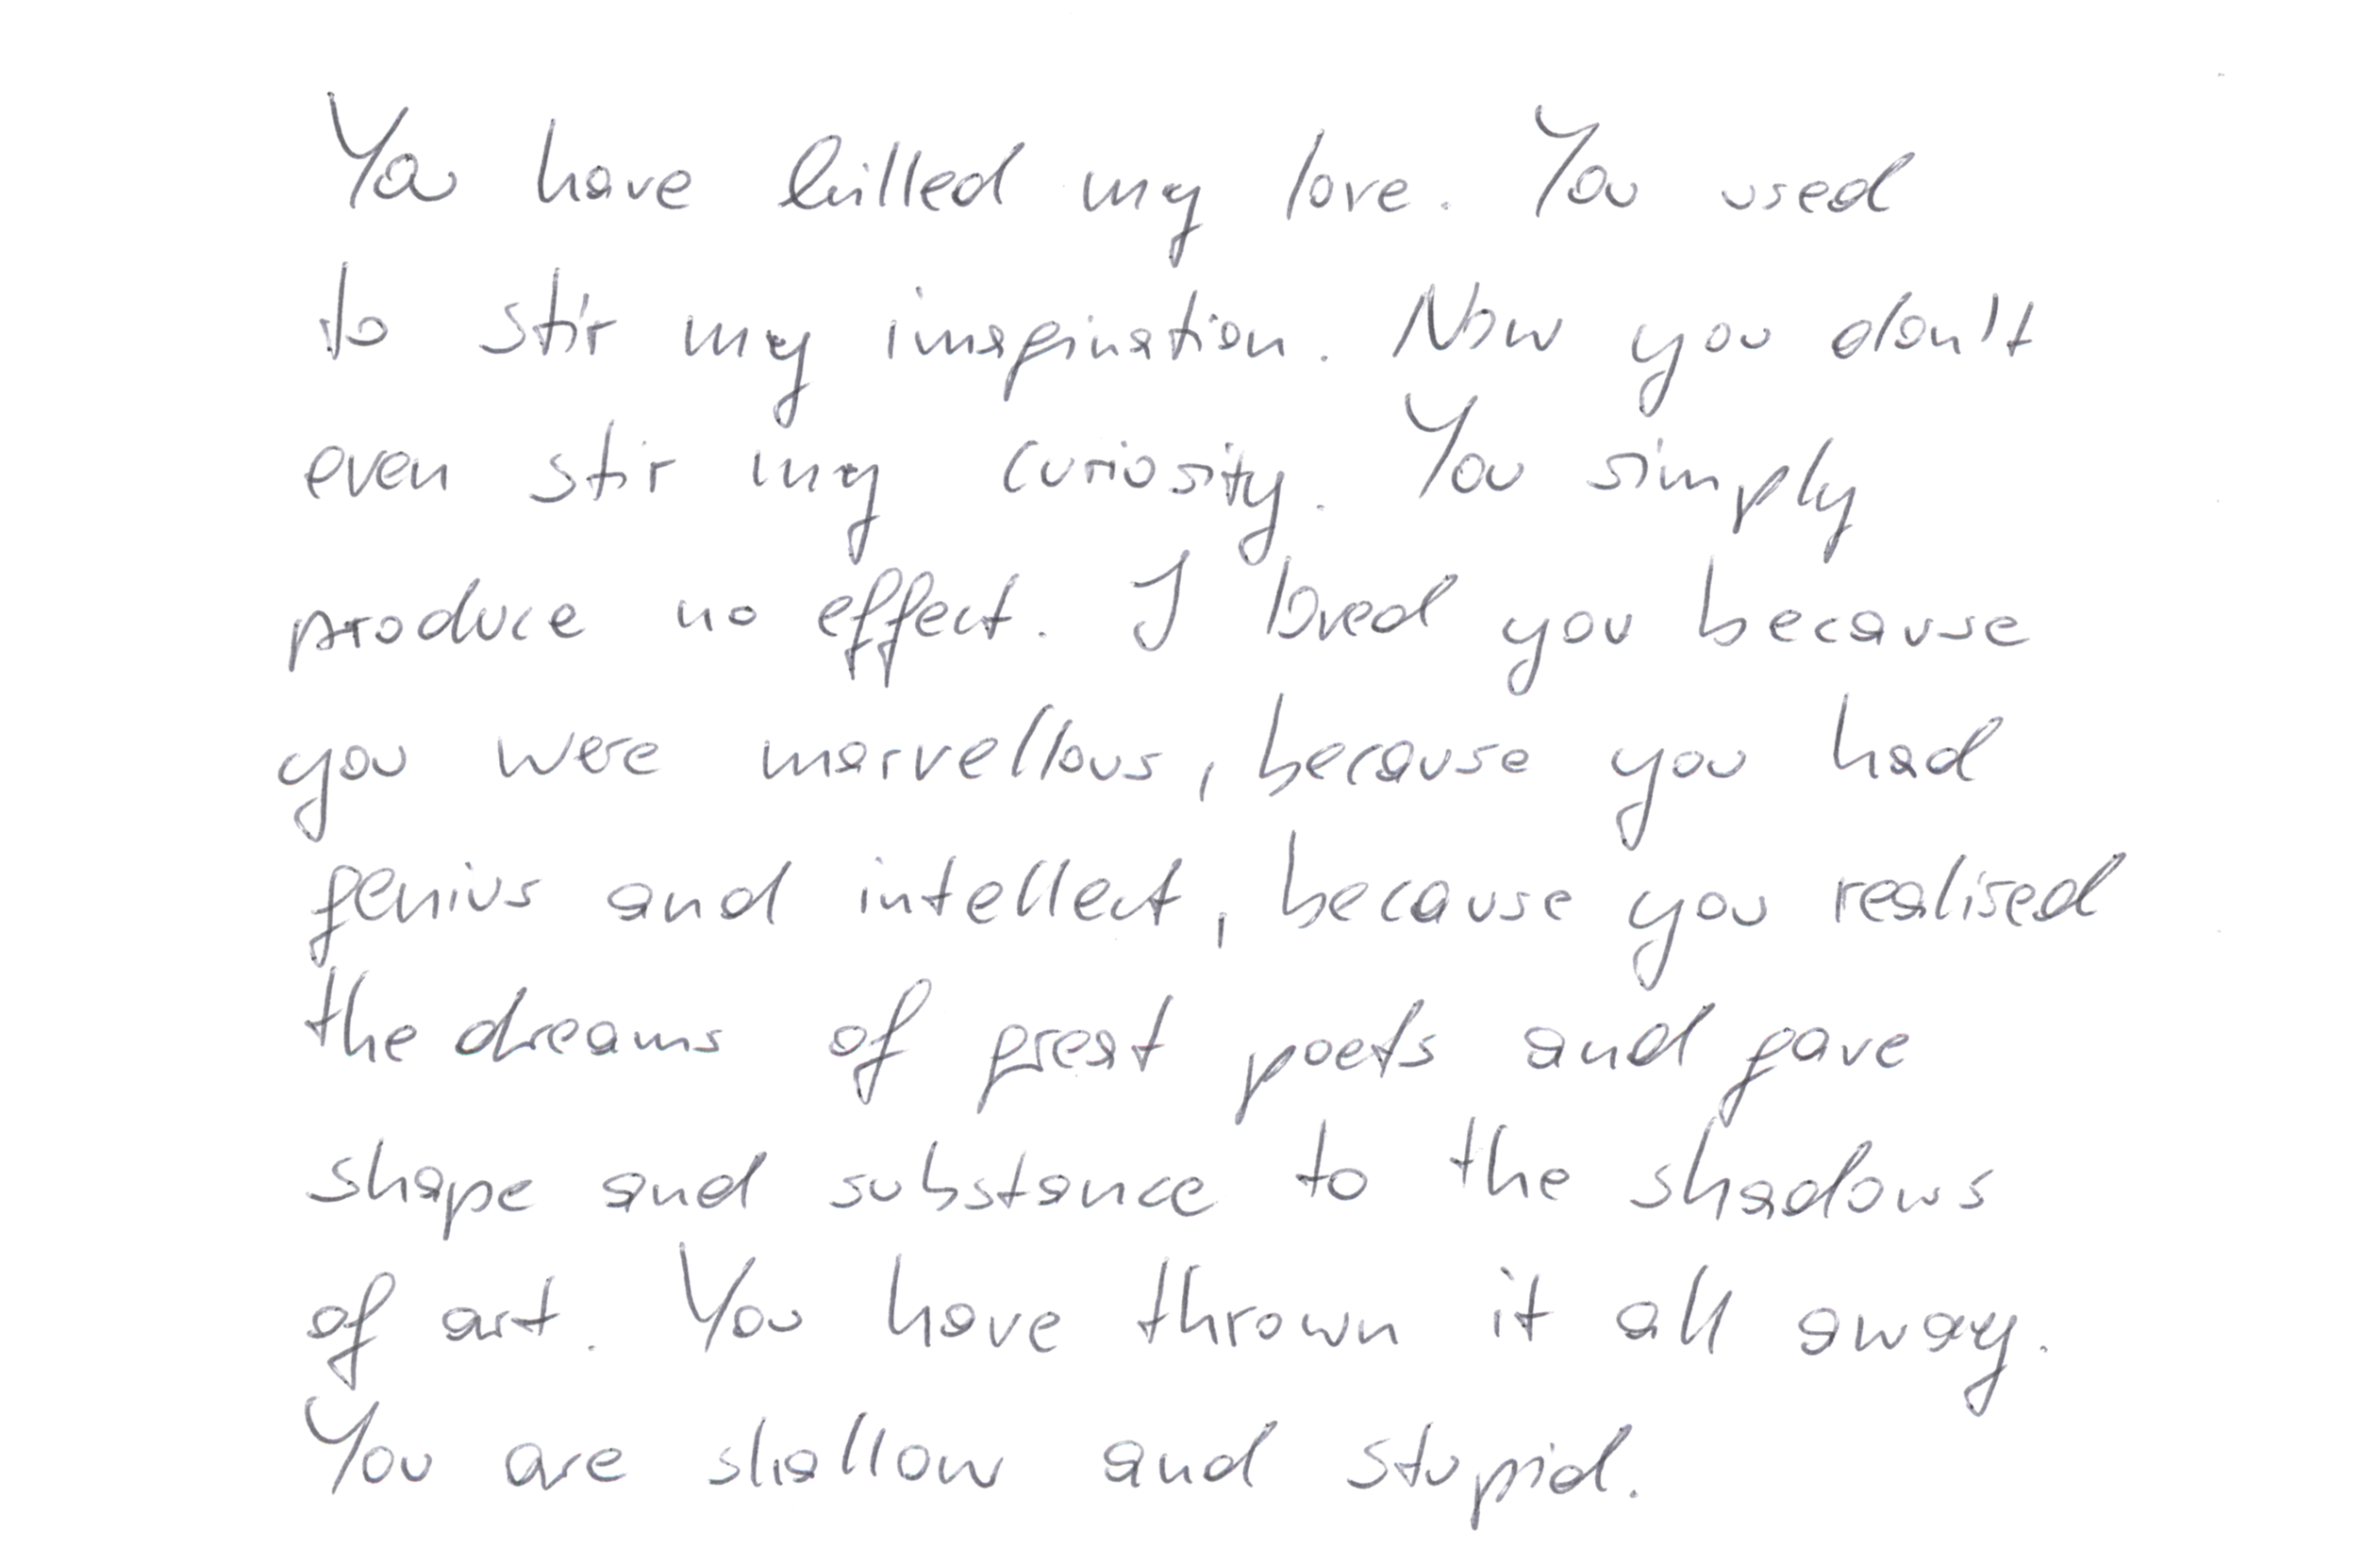 You have killed my love. You used
to stir my imagination. Now you don't
even stir my curiosity. You simply
produce no effect. I loved you because
you were marvellous, because you had
genius and intellect, because you realised
the dreams of great poets and gave
shape and substance to the shadows
of art. You have thrown it all away.
You are shallow and stupid.